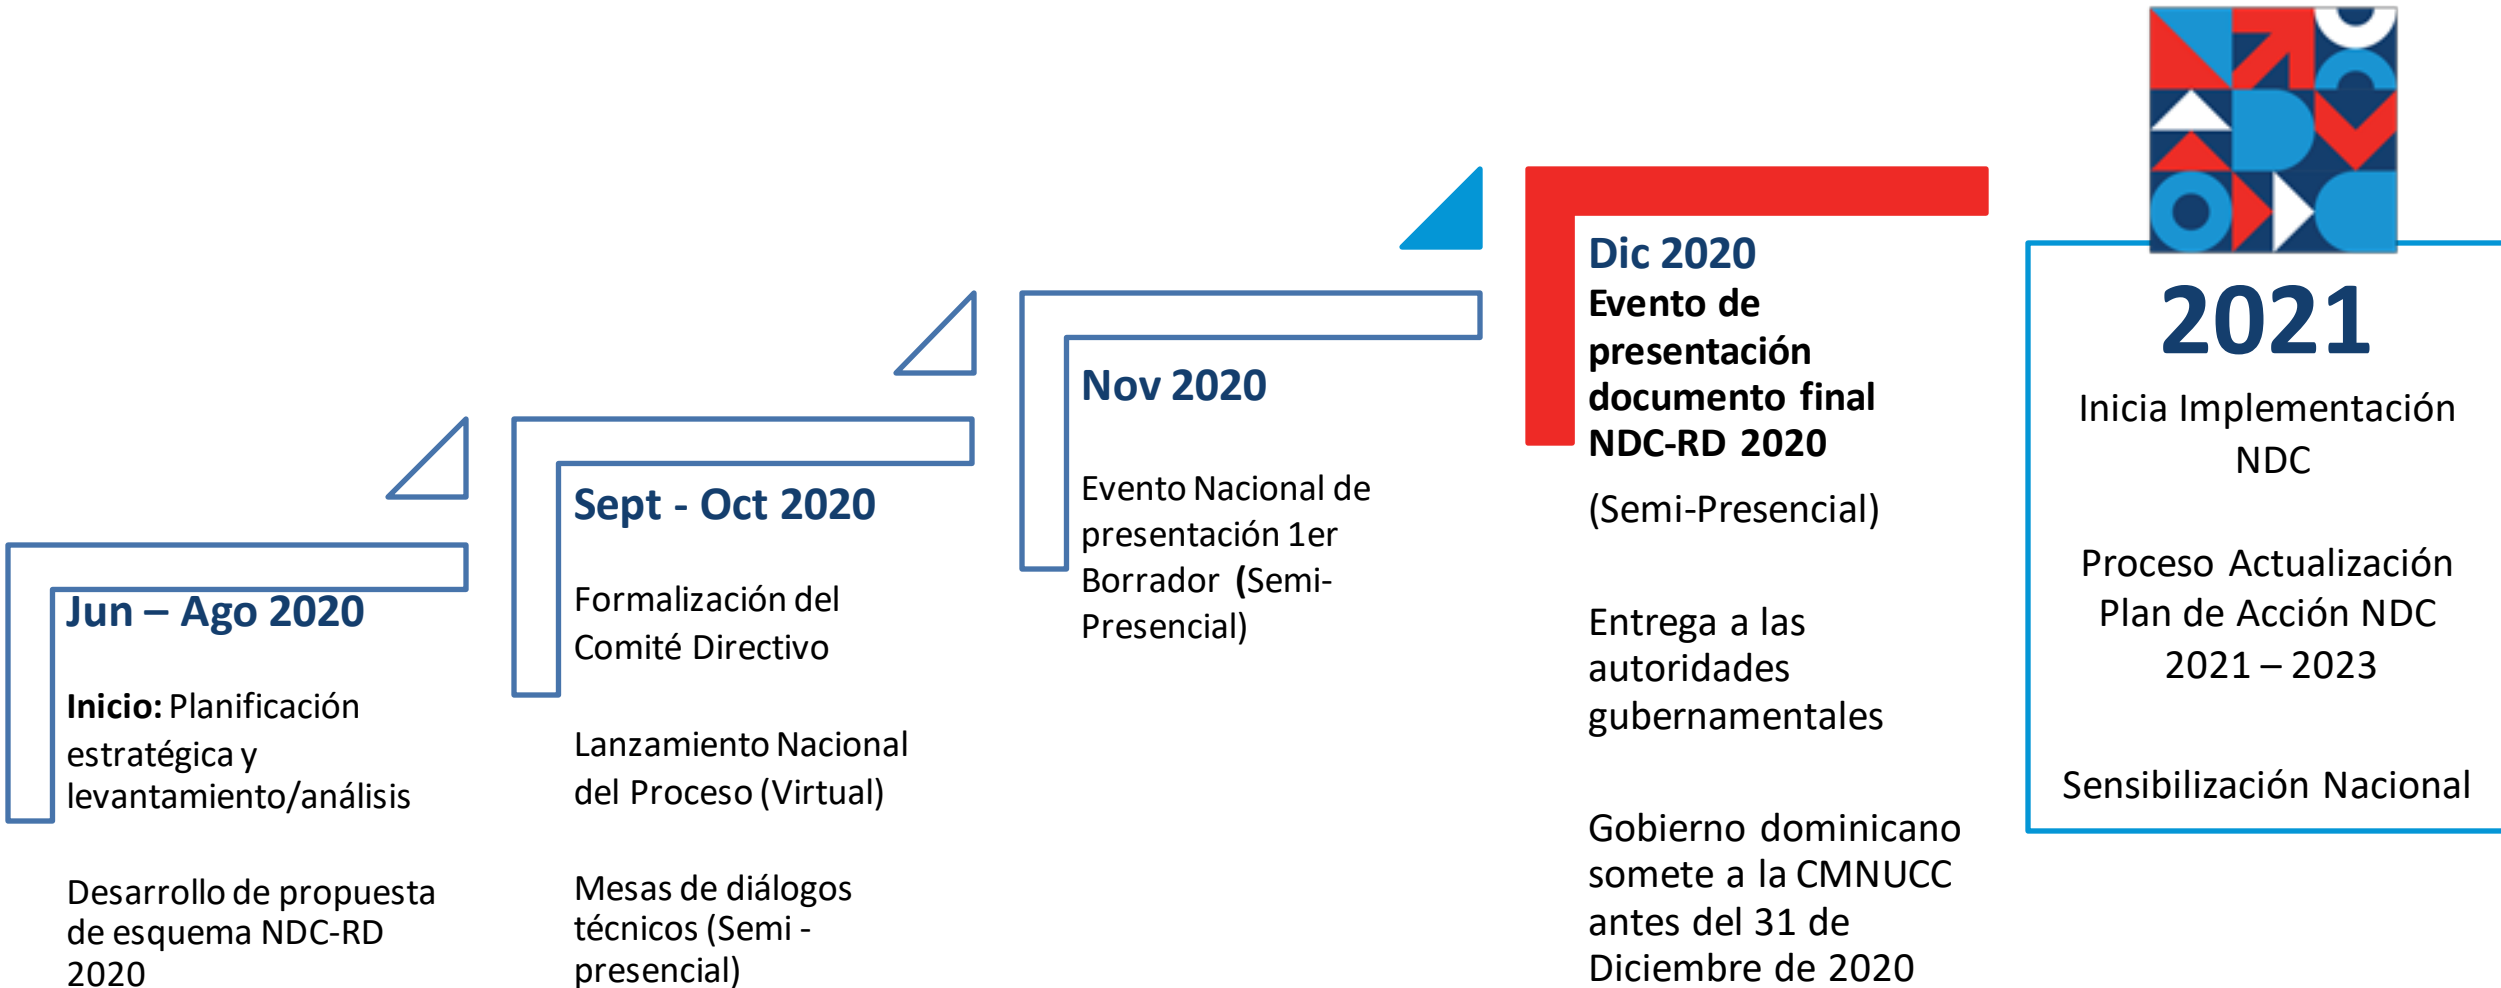 Jun – Ago 2020
Inicio: Planificación
estratégica y
levantamiento/análisis
Desarrollo de propuesta
de esquema NDC-RD
2020
Sept - Oct 2020
Formalización del
Comité Directivo
Lanzamiento Nacional
del Proceso (Virtual)
Mesas de diálogos
técnicos (Semi -
presencial)
Nov 2020
Evento Nacional de
presentación 1er
Borrador (Semi-
Presencial)
Dic 2020
Evento de
presentación
documento final
NDC-RD 2020
(Semi-Presencial)
Entrega a las
autoridades
gubernamentales
Gobierno dominicano
somete a la CMNUCC
antes del 31 de
Diciembre de 2020
2021
Inicia Implementación
NDC
Proceso Actualización
Plan de Acción NDC
2021 – 2023
Sensibilización Nacional